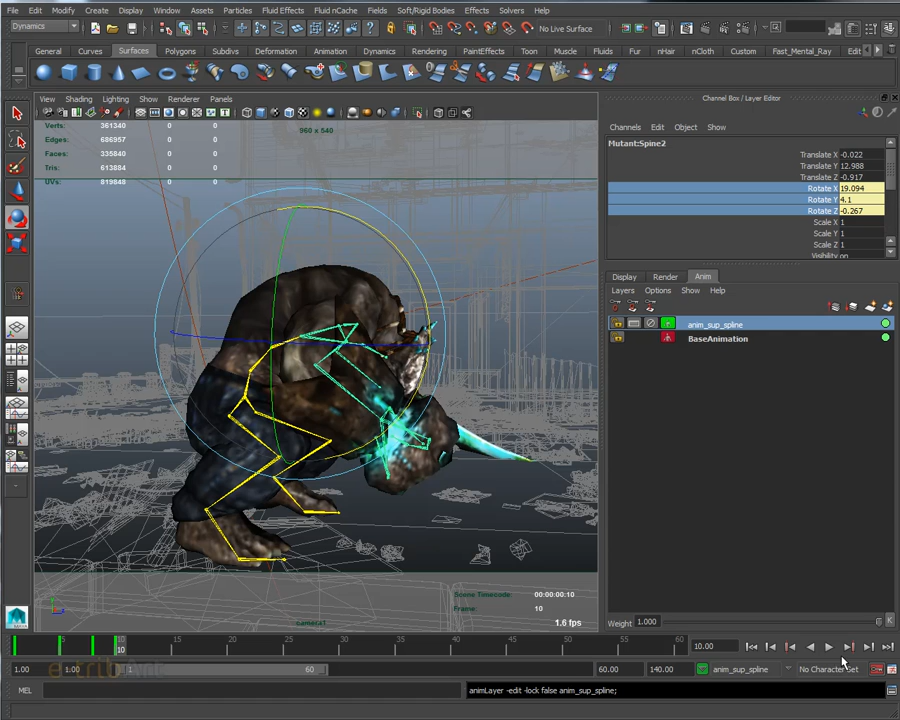 File Edit Modify Create Display Window Assets Particles Fluid Effects Fluid nCache Fields Soft/Rigid Bodies Effects Solvers Help
Dynamics No Live Surface
General Curves Surfaces Polygons Subdivs Deformation Animation Dynamics Rendering PaintEffects Toon Muscle Fluids Fur nHair nCloth Custom Fast_Mental_Ray Edit
View Shading Lighting Show Renderer Panels
Channel Box / Layer Editor
Verts: 361340 0 0
Edges: 686957 0 0
Faces: 335840 0 0
Tris: 613884 0 0
UVs: 819848 0 0
960 x 540
Channels Edit Object Show
Mutant:Spine2
Translate X -0.022
Translate Y 12.988
Translate Z -0.917
Rotate X 19.094
Rotate Y 4.1
Rotate Z -0.267
Scale X 1
Scale Y 1
Scale Z 1
Visibility on
Display Render Anim
Layers Options Show Help
anim_sup_spline
BaseAnimation
Scene Timecode: 00:00:00:10
Frame: 10
1.6 fps
camera1
Weight: 1.000 K
5 10 15 20 25 30 35 40 45 50 55 60
10
10.00
1.00 1.00 60 60.00 140.00 anim_sup_spline No Character Set
MEL animLayer -edit -lock false anim_sup_spline;